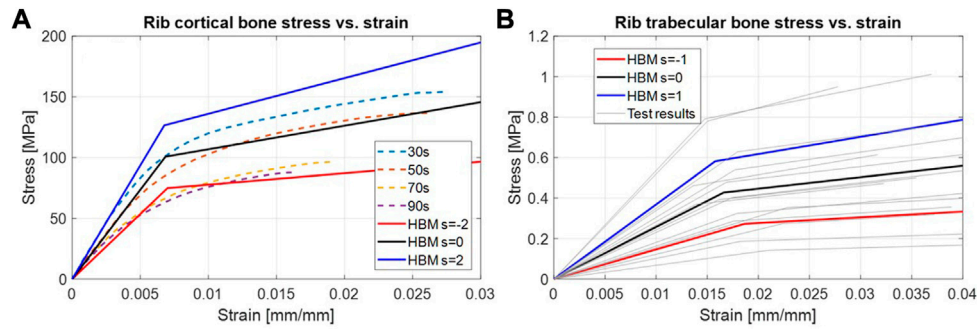 A
Rib cortical bone stress vs. strain
200
150
100
50
0
Stress [MPa]
0
0.005
0.01
0.015
0.02
0.025
0.03
Strain [mm/mm]
30s
50s
70s
90s
HBM s=-2
HBM s=0
HBM s=2
B
Rib trabecular bone stress vs. strain
1.2
1
0.8
0.6
0.4
0.2
0
Stress [MPa]
0
0.005
0.01
0.015
0.02
0.025
0.03
0.035
0.04
Strain [mm/mm]
HBM s=-1
HBM s=0
HBM s=1
Test results